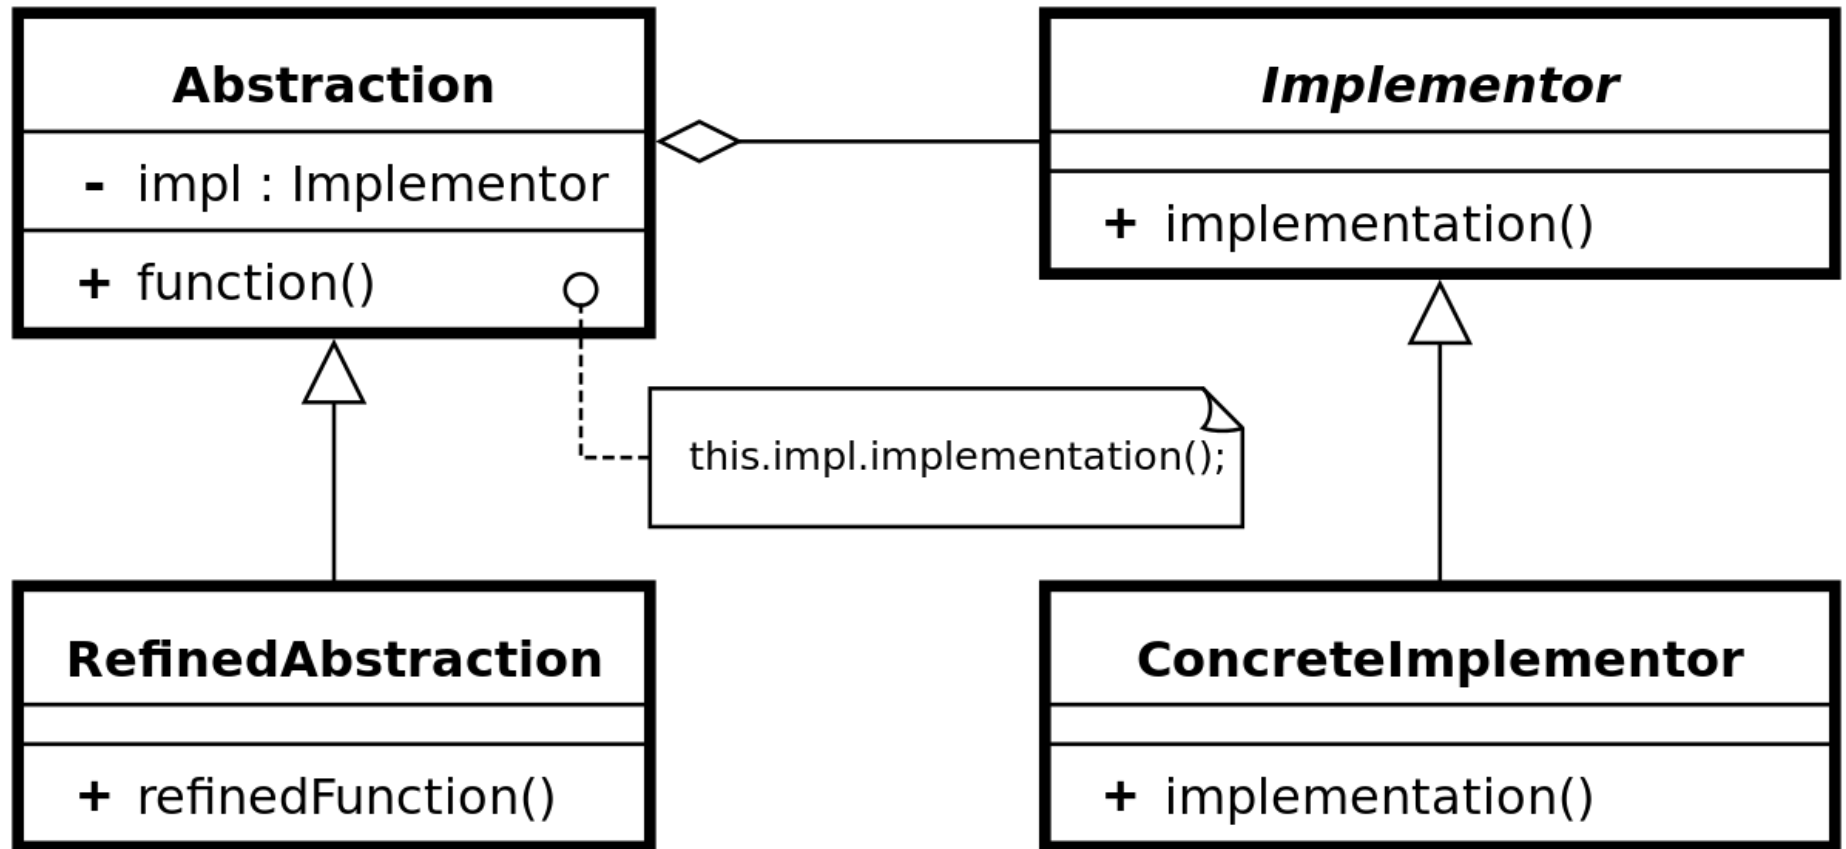 Abstraction
- impl : Implementor
+ function()
Implementor
+ implementation()
this.impl.implementation();
RefinedAbstraction
+ refinedFunction()
ConcreteImplementor
+ implementation()